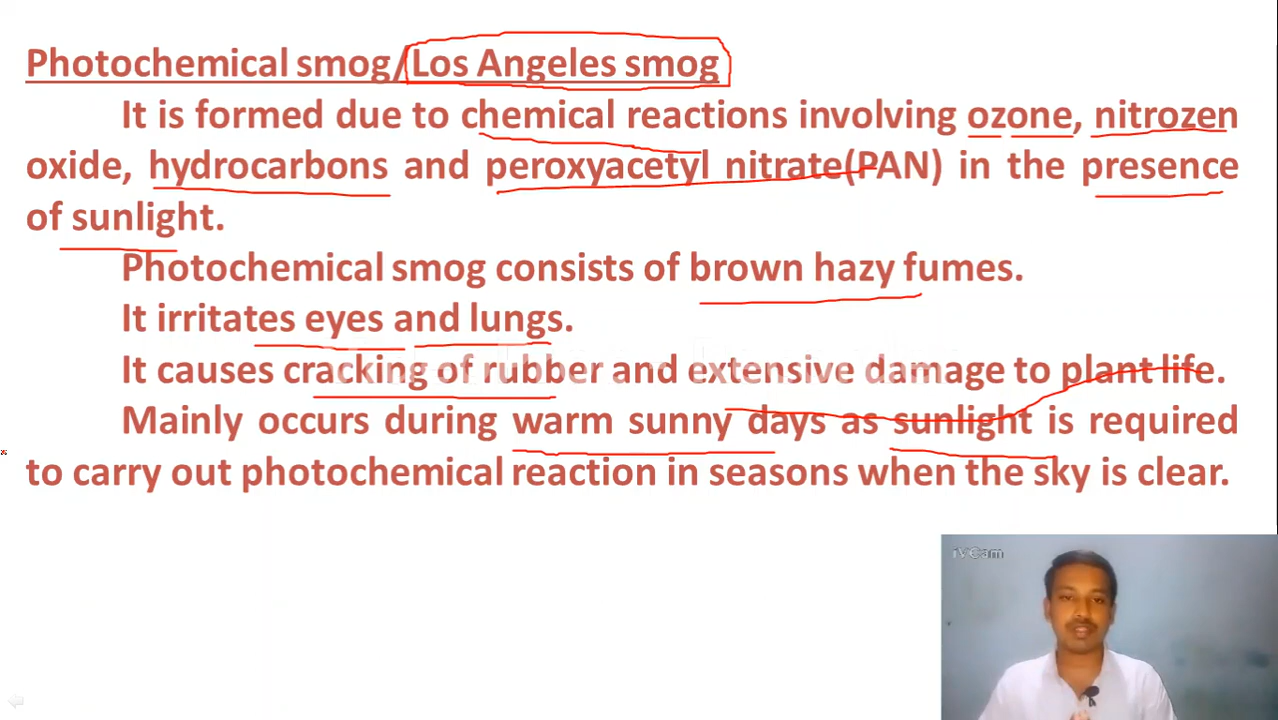 Photochemical smog/Los Angeles smog
It is formed due to chemical reactions involving ozone, nitrozen
oxide, hydrocarbons and peroxyacetyl nitrate(PAN) in the presence
of sunlight.
Photochemical smog consists of brown hazy fumes.
It irritates eyes and lungs.
It causes cracking of rubber and extensive damage to plant life.
Mainly occurs during warm sunny days as sunlight is required
to carry out photochemical reaction in seasons when the sky is clear.
iVCam